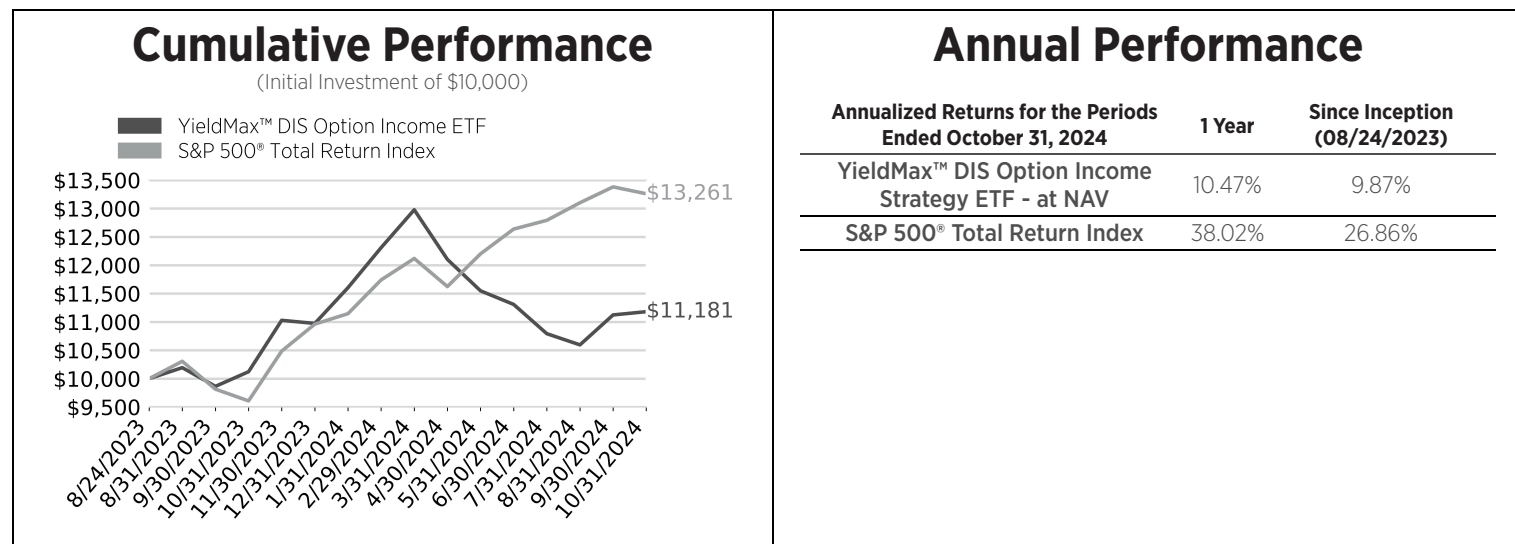 Cumulative Performance
(Initial Investment of $10,000)
YieldMax™ DIS Option Income ETF
S&P 500® Total Return Index
$13,500
$13,000
$12,500
$12,000
$11,500
$11,000
$10,500
$10,000
$9,500
$13,261
$11,181
8/24/2023
8/31/2023
9/30/2023
10/31/2023
11/30/2023
12/31/2023
1/31/2024
2/29/2024
3/31/2024
4/30/2024
5/31/2024
6/30/2024
7/31/2024
8/31/2024
9/30/2024
10/31/2024
Annual Performance
Annualized Returns for the Periods
Ended October 31, 2024
1 Year
Since Inception
(08/24/2023)
YieldMax™ DIS Option Income
Strategy ETF - at NAV
10.47%
9.87%
S&P 500® Total Return Index
38.02%
26.86%